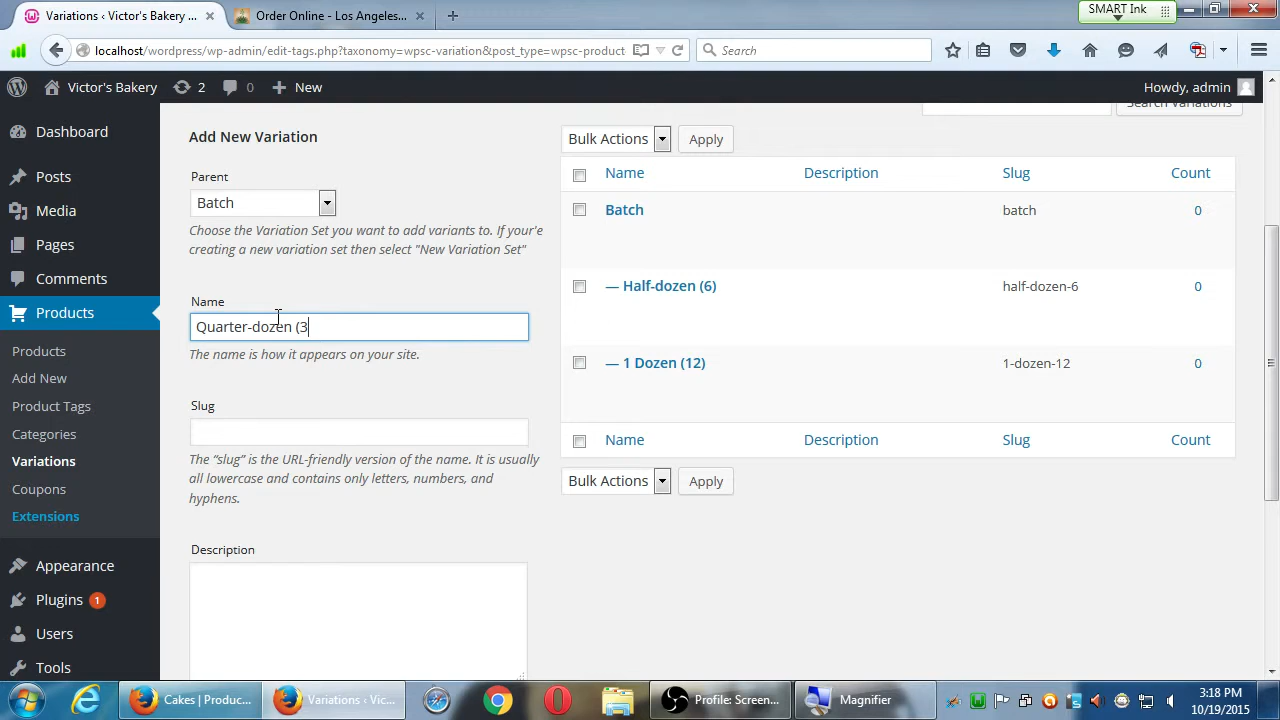 Variations ‹ Victor's Bakery ...
Order Online - Los Angeles...
SMART Ink
localhost/wordpress/wp-admin/edit-tags.php?taxonomy=wpsc-variation&post_type=wpsc-product
Search
Victor's Bakery
2
0
New
Howdy, admin
Dashboard
Posts
Media
Pages
Comments
Products
Products
Add New
Product Tags
Categories
Variations
Coupons
Extensions
Appearance
Plugins 1
Users
Tools
Add New Variation
Parent
Batch
Choose the Variation Set you want to add variants to. If your'e
creating a new variation set then select "New Variation Set"
Name
Quarter-dozen (3
The name is how it appears on your site.
Slug
The “slug” is the URL-friendly version of the name. It is usually
all lowercase and contains only letters, numbers, and
hyphens.
Description
Search Variations
Bulk Actions Apply
Name Description Slug Count
Batch batch 0
— Half-dozen (6) half-dozen-6 0
— 1 Dozen (12) 1-dozen-12 0
Name Description Slug Count
Bulk Actions Apply
Cakes | Produc...
Variations ‹ Vic...
Profile: Screen...
Magnifier
3:18 PM
10/19/2015